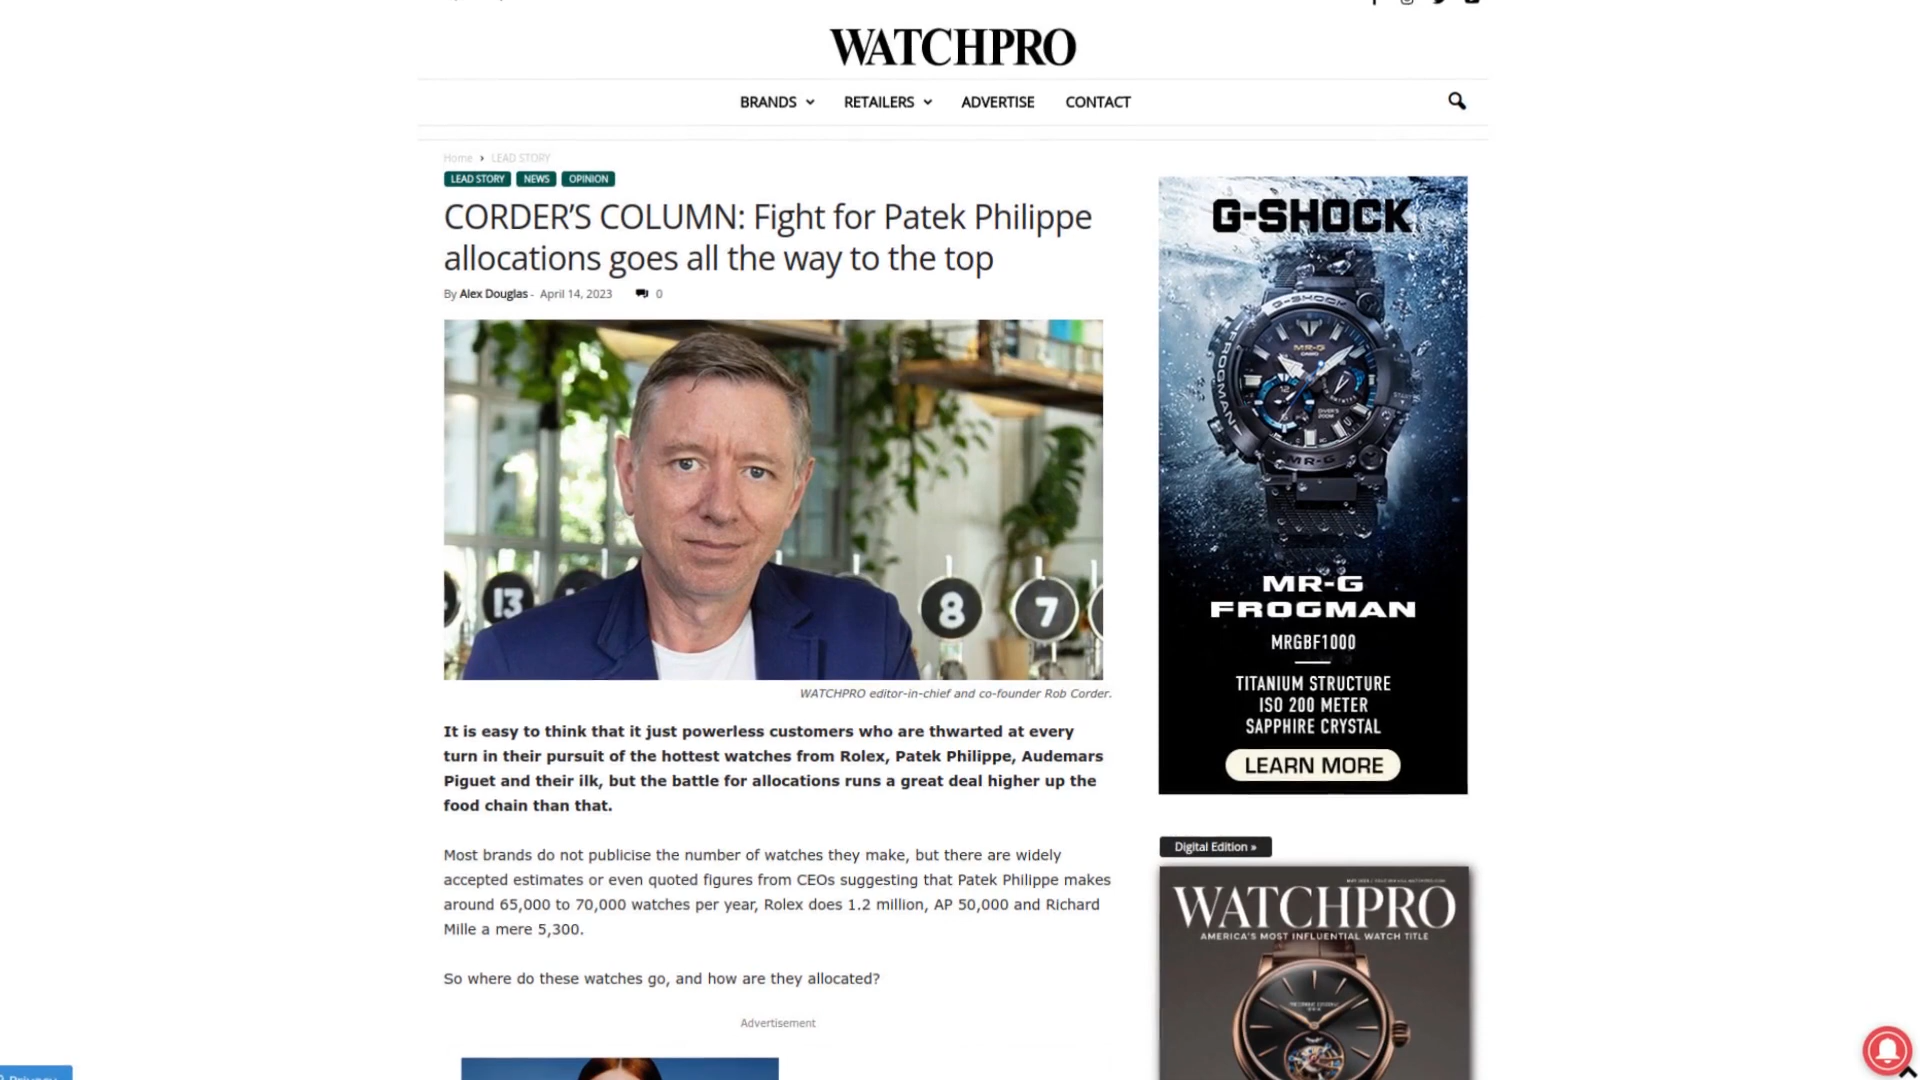 WATCHPRO
BRANDS
RETAILERS
ADVERTISE
CONTACT
Home › LEAD STORY
LEAD STORY
NEWS
OPINION
CORDER'S COLUMN: Fight for Patek Philippe
allocations goes all the way to the top
By Alex Douglas - April 14, 2023 0
13
8
7
WATCHPRO editor-in-chief and co-founder Rob Corder.
It is easy to think that it just powerless customers who are thwarted at every
turn in their pursuit of the hottest watches from Rolex, Patek Philippe, Audemars
Piguet and their ilk, but the battle for allocations runs a great deal higher up the
food chain than that.
Most brands do not publicise the number of watches they make, but there are widely
accepted estimates or even quoted figures from CEOs suggesting that Patek Philippe makes
around 65,000 to 70,000 watches per year, Rolex does 1.2 million, AP 50,000 and Richard
Mille a mere 5,300.
So where do these watches go, and how are they allocated?
Advertisement
G-SHOCK
G-SHOCK
FROGMAN
MR-G
CASIO
MR-G
MR-G
FROGMAN
MRGBF1000
TITANIUM STRUCTURE
ISO 200 METER
SAPPHIRE CRYSTAL
LEARN MORE
Digital Edition »
WATCHPRO
AMERICA'S MOST INFLUENTIAL WATCH TITLE